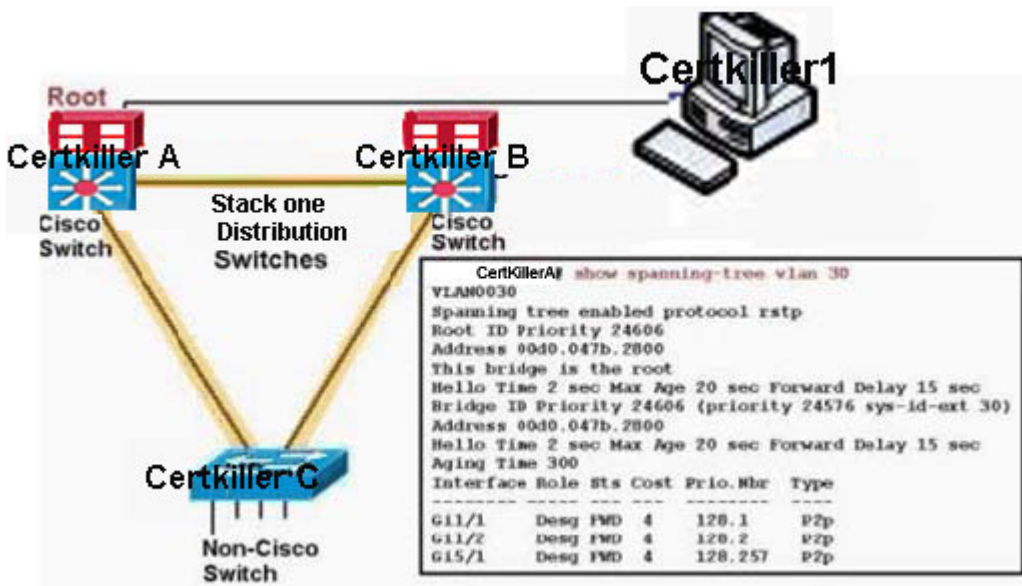 Certkiller1
Root
Certkiller A
Certkiller B
Cisco
Switch
Stack one
Distribution
Switches
Cisco
Switch
CertKillerA# show spanning-tree vlan 30
VLAN0030
Spanning tree enabled protocol rstp
Root ID Priority 24606
Address 00d0.047b.2800
This bridge is the root
Hello Time 2 sec Max Age 20 sec Forward Delay 15 sec
Bridge ID Priority 24606 (priority 24576 sys-id-ext 30)
Address 00d0.047b.2800
Hello Time 2 sec Max Age 20 sec Forward Delay 15 sec
Aging Time 300
Interface Role Sts Cost Prio.Nbr Type
--------- ---- --- --- -------- ----
Gi1/1 Desg FWD 4 128.1 P2p
Gi1/2 Desg FWD 4 128.2 P2p
Gi5/1 Desg FWD 4 128.257 P2p
Certkiller C
Non-Cisco
Switch